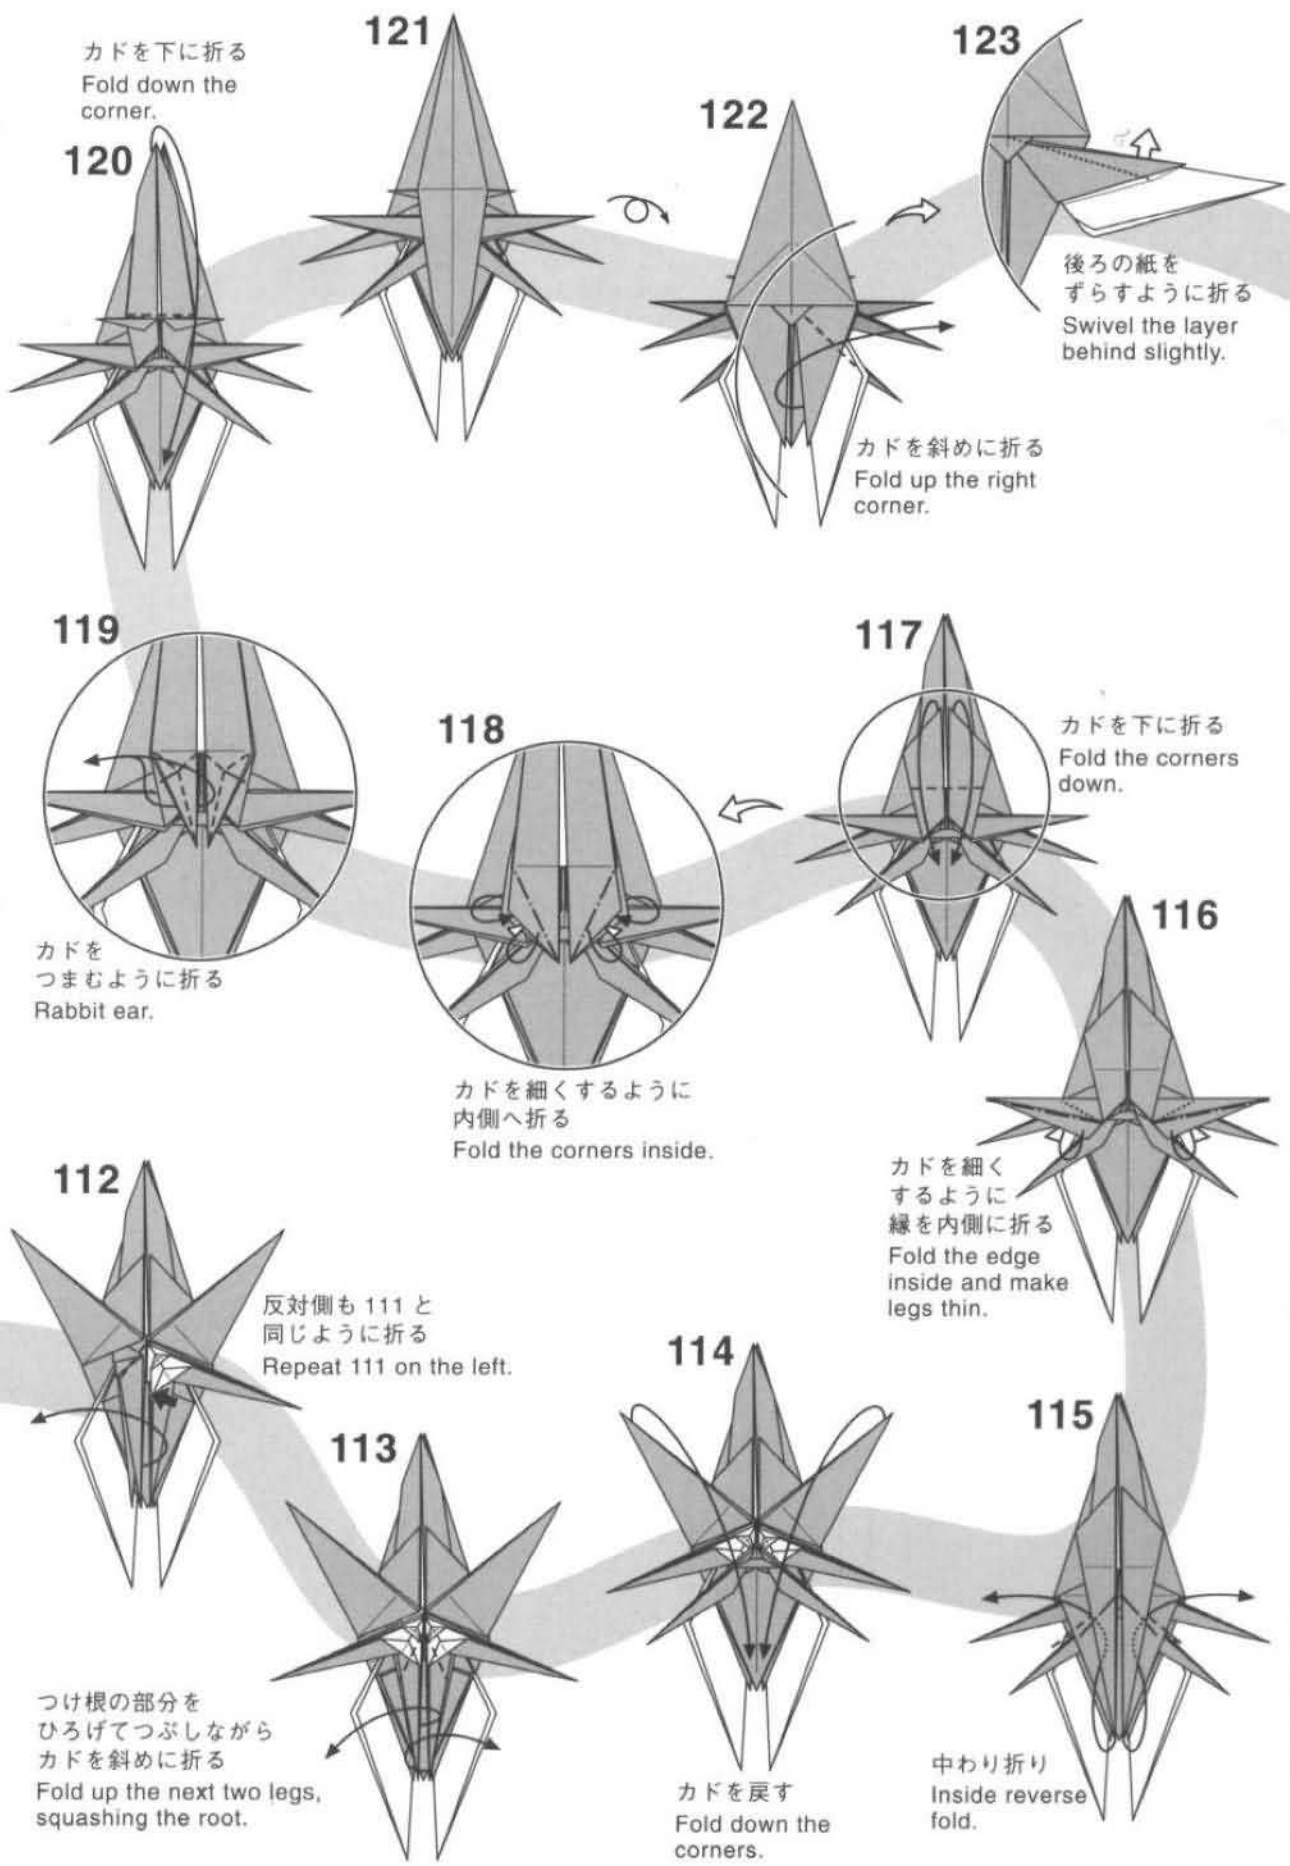 112
反対側も 111 と
同じように折る
Repeat 111 on the left.
113
つけ根の部分を
ひろげてつぶしながら
カドを斜めに折る
Fold up the next two legs,
squashing the root.
114
カドを戻す
Fold down the
corners.
115
中わり折り
Inside reverse
fold.
116
カドを細く
するように
縁を内側に折る
Fold the edge
inside and make
legs thin.
117
カドを下に折る
Fold the corners
down.
118
カドを細くするように
内側へ折る
Fold the corners inside.
119
カドを
つまむように折る
Rabbit ear.
120
カドを下に折る
Fold down the
corner.
121
122
カドを斜めに折る
Fold up the right
corner.
123
後ろの紙を
ずらすように折る
Swivel the layer
behind slightly.